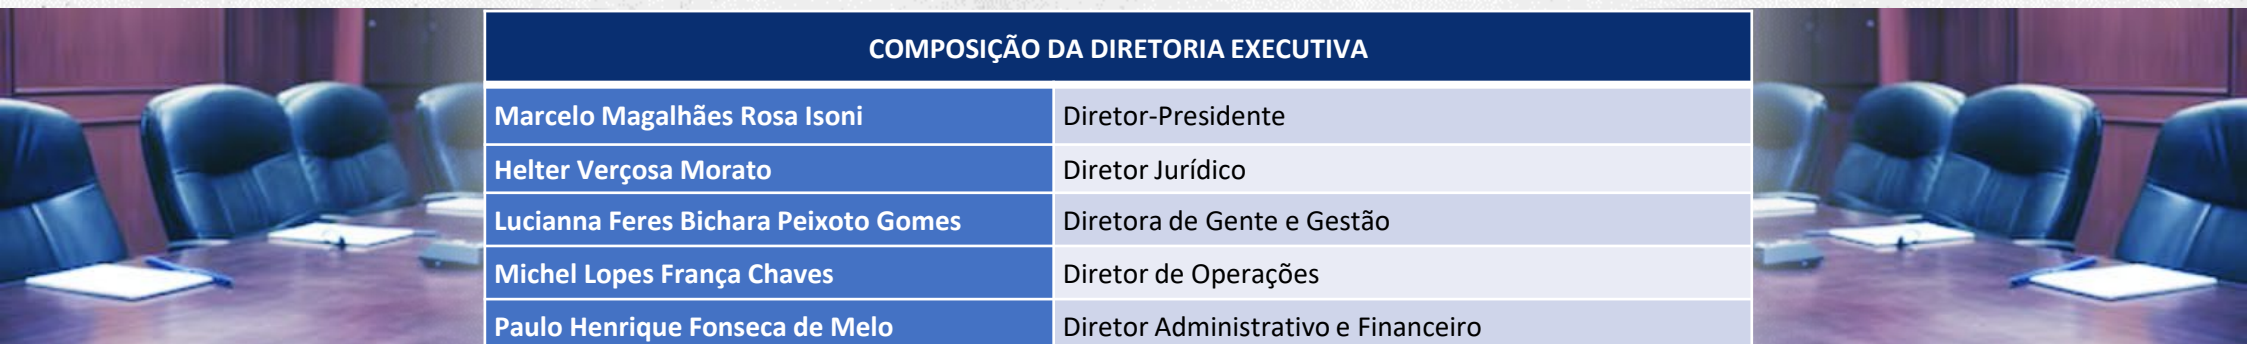 COMPOSIÇÃO DA DIRETORIA EXECUTIVA
Marcelo Magalhães Rosa Isoni Diretor-Presidente
Helter Verçosa Morato Diretor Jurídico
Lucianna Feres Bichara Peixoto Gomes Diretora de Gente e Gestão
Michel Lopes França Chaves Diretor de Operações
Paulo Henrique Fonseca de Melo Diretor Administrativo e Financeiro